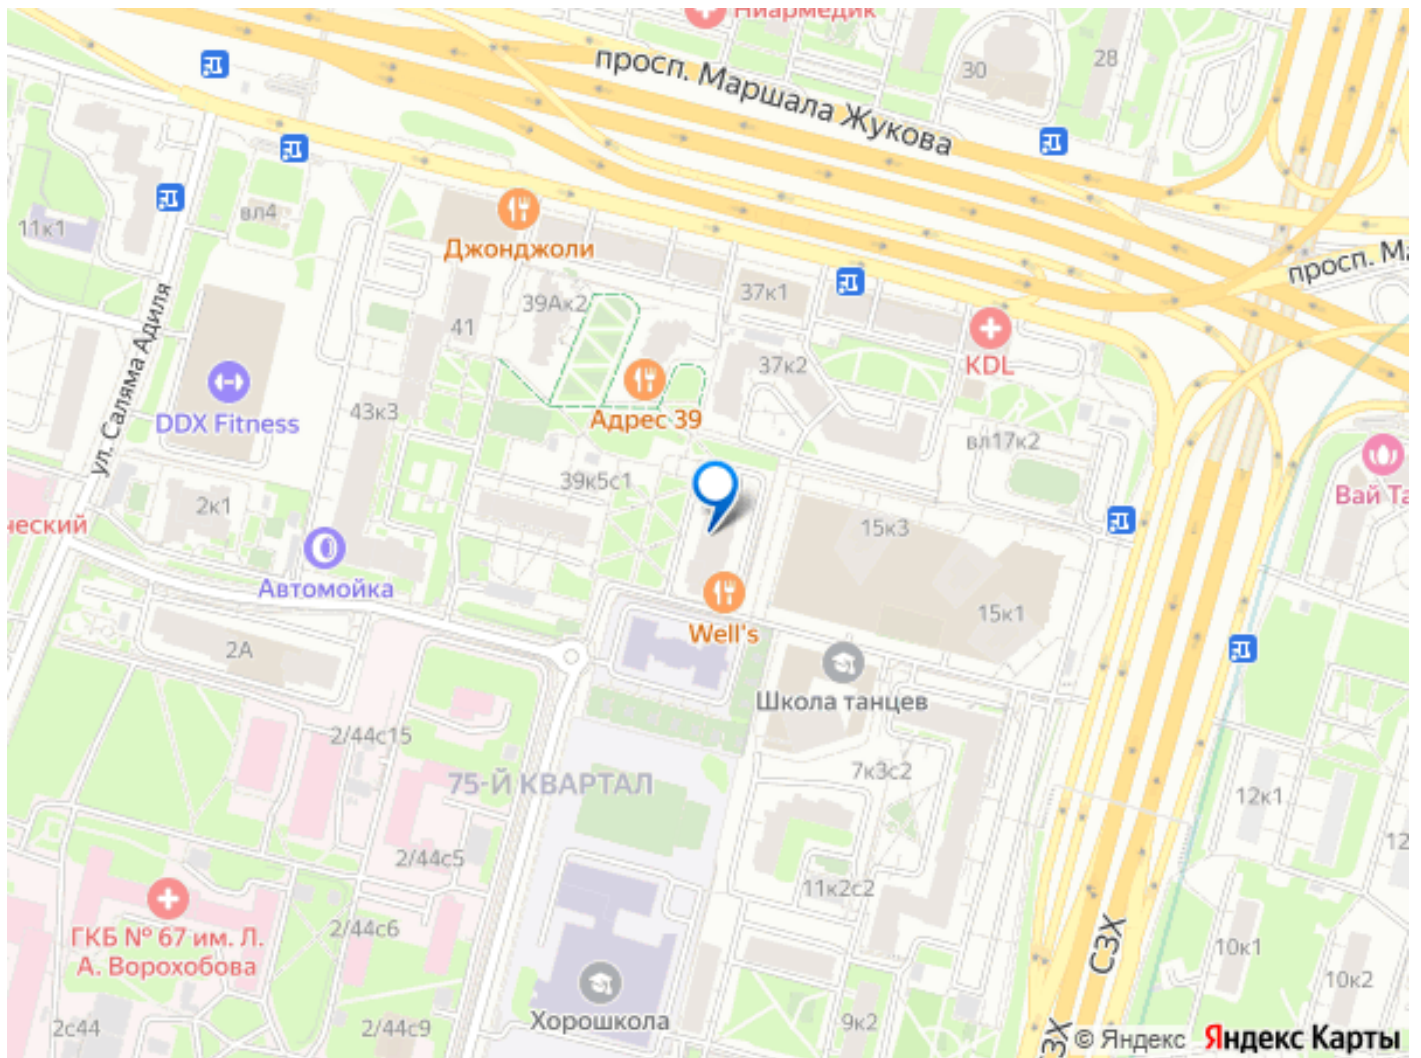 Ниармедик
просп. Маршала Жукова
30
28
11к1
вл4
Джонджоли
просп. М
39Ак2
37к1
41
KDL
37к2
ул. Саляма Адиля
DDX Fitness
43к3
Адрес 39
вл17к2
39к5с1
2к1
Вай Та
ческий
15к3
Автомойка
15к1
Well's
2А
Школа танцев
2/44с15
75-Й КВАРТАЛ
7к3с2
12к1
12
2/44с5
11к2с2
2/44с6
ГКБ № 67 им. Л.
А. Ворохобова
СЗХ
10к1
10к2
Хорошкола
2с44
2/44с9
9к2
СЗХ
© Яндекс Яндекс Карты